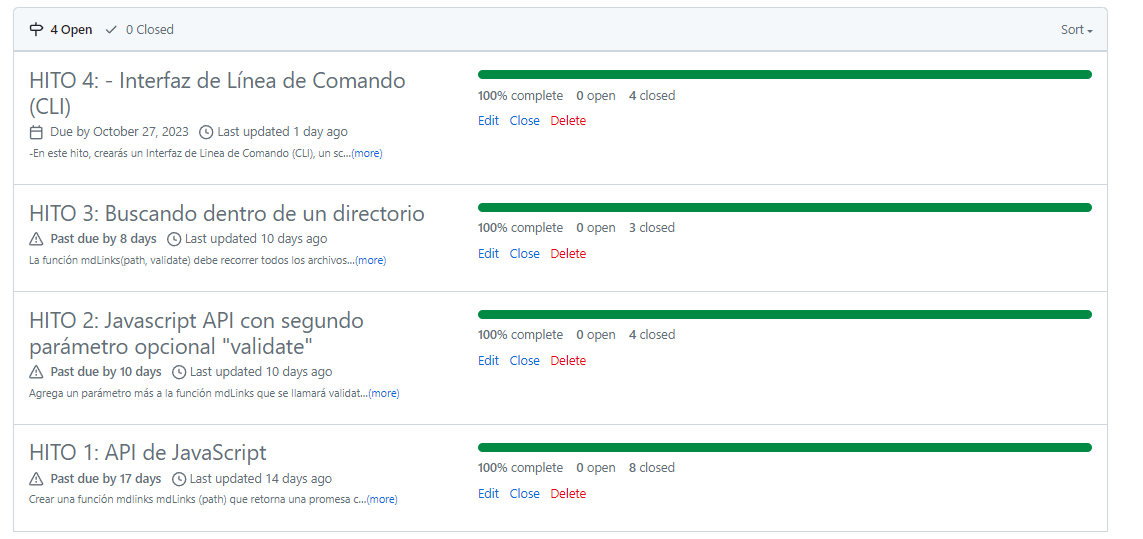 4 Open 0 Closed Sort
HITO 4: - Interfaz de Línea de Comando
(CLI)
Due by October 27, 2023 Last updated 1 day ago
-En este hito, crearás un Interfaz de Linea de Comando (CLI), un sc...(more)
100% complete 0 open 4 closed
Edit Close Delete
HITO 3: Buscando dentro de un directorio
Past due by 8 days Last updated 10 days ago
La función mdLinks(path, validate) debe recorrer todos los archivos...(more)
100% complete 0 open 3 closed
Edit Close Delete
HITO 2: Javascript API con segundo
parámetro opcional "validate"
Past due by 10 days Last updated 10 days ago
Agrega un parámetro más a la función mdLinks que se llamará validat...(more)
100% complete 0 open 4 closed
Edit Close Delete
HITO 1: API de JavaScript
Past due by 17 days Last updated 14 days ago
Crear una función mdlinks mdLinks (path) que retorna una promesa c...(more)
100% complete 0 open 8 closed
Edit Close Delete